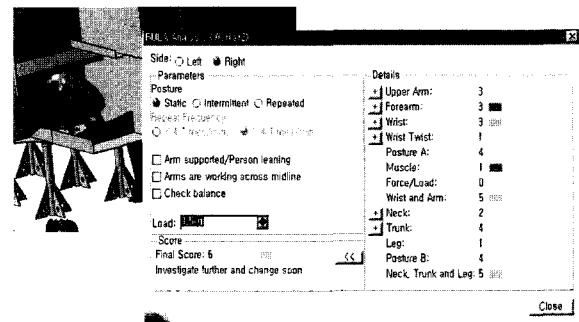 RULA Analysis
Side: Left Right
Parameters
Posture
Static Intermittent Repeated
Repeat Frequency
Arm supported/Person leaning
Arms are working across midline
Check balance
Load:
Score
Final Score: 6
<<
Investigate further and change soon
Details
+ Upper Arm: 3
+ Forearm: 3
+ Wrist: 3
+ Wrist Twist: 1
Posture A: 4
Muscle: 1
Force/Load: 0
Wrist and Arm: 5
+ Neck: 2
+ Trunk: 4
Leg: 1
Posture B: 4
Neck, Trunk and Leg: 5
Close